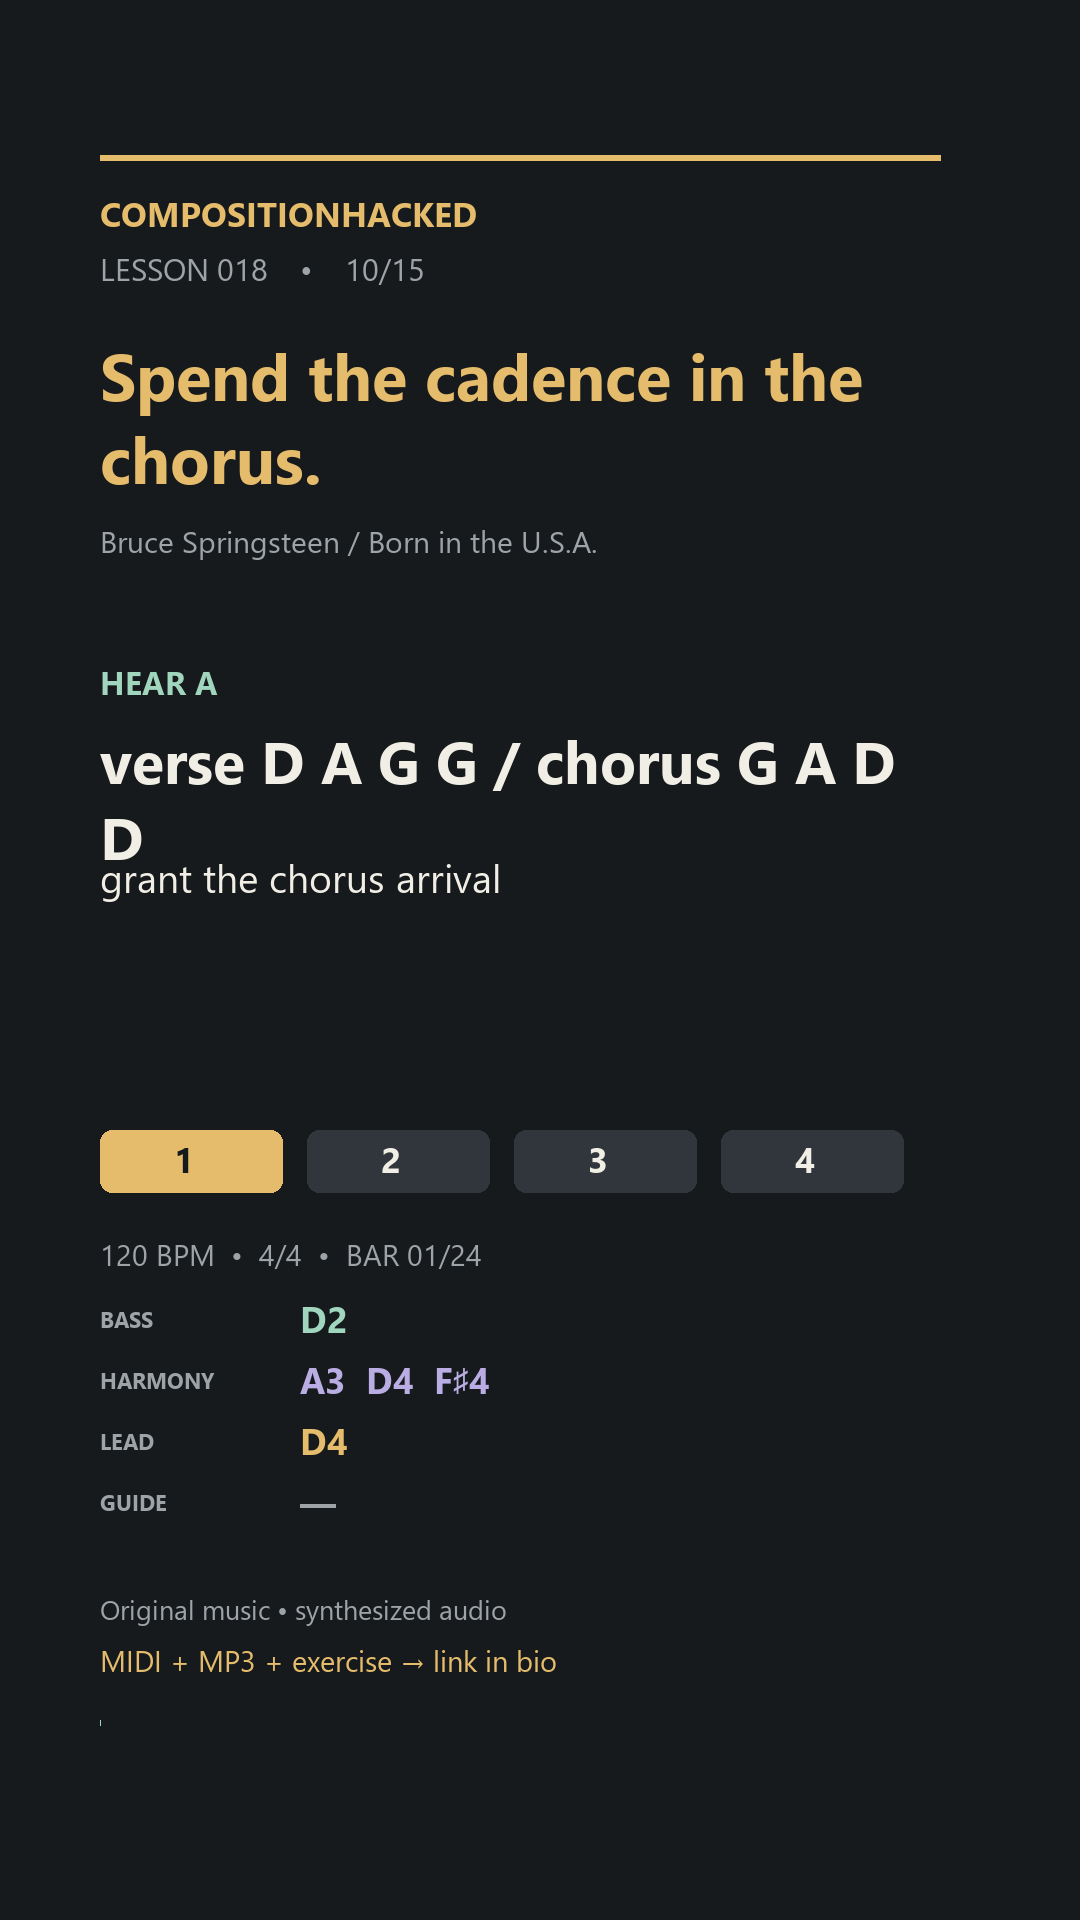 COMPOSITIONHACKED
LESSON 018 • 10/15
Spend the cadence in the
chorus.
Bruce Springsteen / Born in the U.S.A.
HEAR A
verse D A G G / chorus G A D
D
grant the chorus arrival
1 2 3 4
120 BPM • 4/4 • BAR 01/24
BASS D2
HARMONY A3 D4 F♯4
LEAD D4
GUIDE —
Original music • synthesized audio
MIDI + MP3 + exercise → link in bio